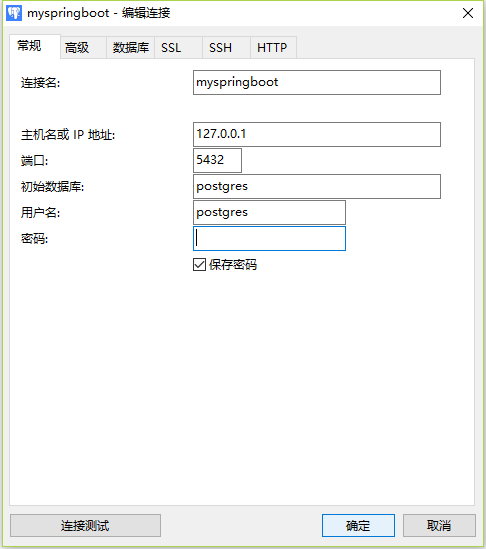 myspringboot - 编辑连接
常规 高级 数据库 SSL SSH HTTP
连接名: myspringboot
主机名或 IP 地址: 127.0.0.1
端口: 5432
初始数据库: postgres
用户名: postgres
密码:
保存密码
连接测试 确定 取消